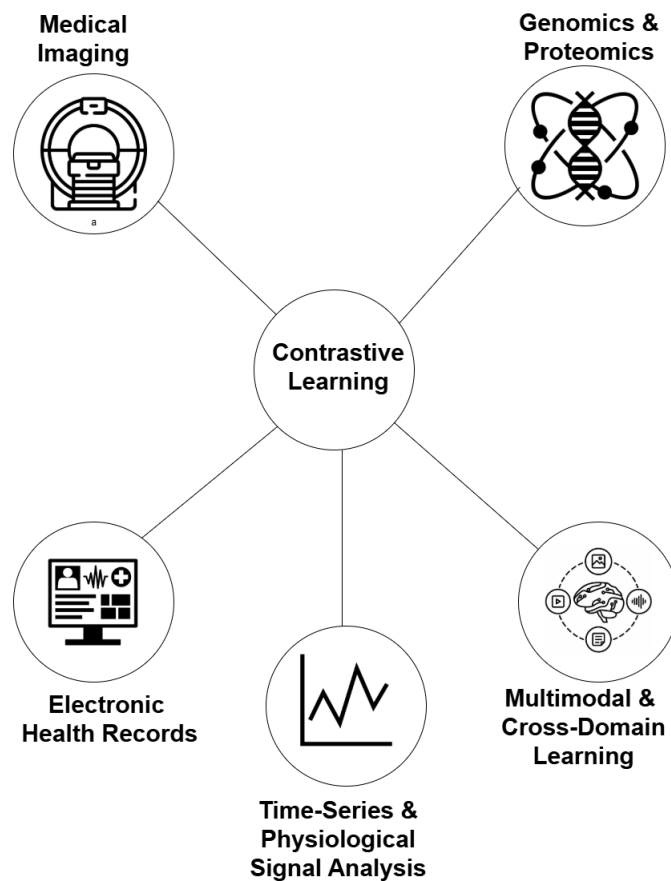 Medical
Imaging
Genomics &
Proteomics
a
Contrastive
Learning
Electronic
Health Records
Time-Series &
Physiological
Signal Analysis
Multimodal &
Cross-Domain
Learning